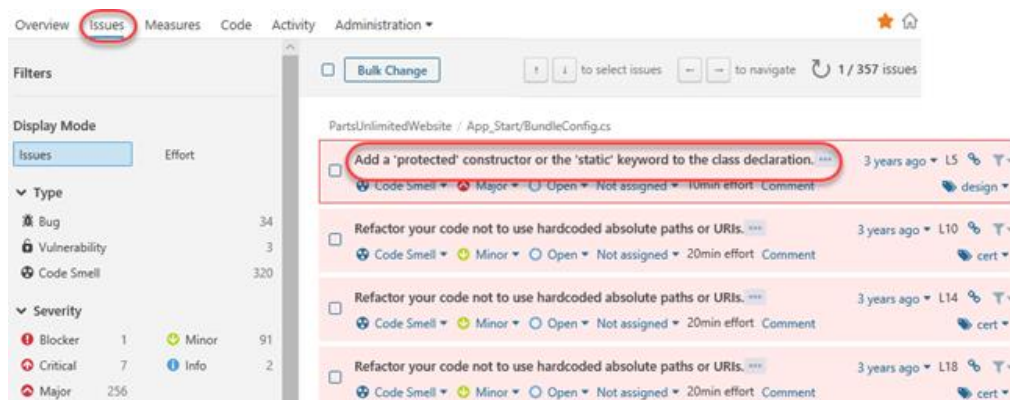 Overview Issues Measures Code Activity Administration
Filters
Bulk Change ↑ ↓ to select issues ← → to navigate 1 / 357 issues
Display Mode
Issues Effort
PartsUnlimitedWebsite / App_Start/BundleConfig.cs
Add a 'protected' constructor or the 'static' keyword to the class declaration. ... 3 years ago L5
Code Smell Major Open Not assigned 10min effort Comment design
Type
Bug 34
Vulnerability 3
Code Smell 320
Refactor your code not to use hardcoded absolute paths or URIs. ... 3 years ago L10
Code Smell Minor Open Not assigned 20min effort Comment cert
Refactor your code not to use hardcoded absolute paths or URIs. ... 3 years ago L14
Code Smell Minor Open Not assigned 20min effort Comment cert
Severity
Blocker 1 Minor 91
Critical 7 Info 2
Major 256
Refactor your code not to use hardcoded absolute paths or URIs. ... 3 years ago L18
Code Smell Minor Open Not assigned 20min effort Comment cert